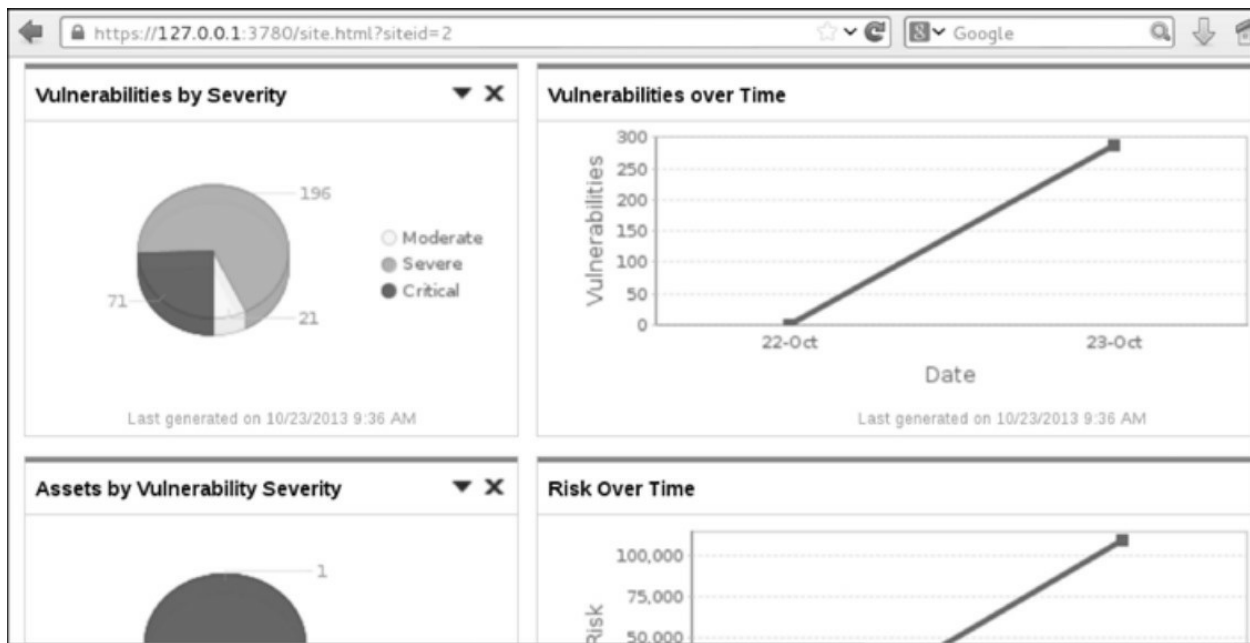 https://127.0.0.1:3780/site.html?siteid=2
Google
Vulnerabilities by Severity
196
71
21
Moderate
Severe
Critical
Last generated on 10/23/2013 9:36 AM
Vulnerabilities over Time
Vulnerabilities
300
250
200
150
100
50
0
22-Oct
23-Oct
Date
Last generated on 10/23/2013 9:36 AM
Assets by Vulnerability Severity
1
Risk Over Time
Risk
100,000
75,000
50,000